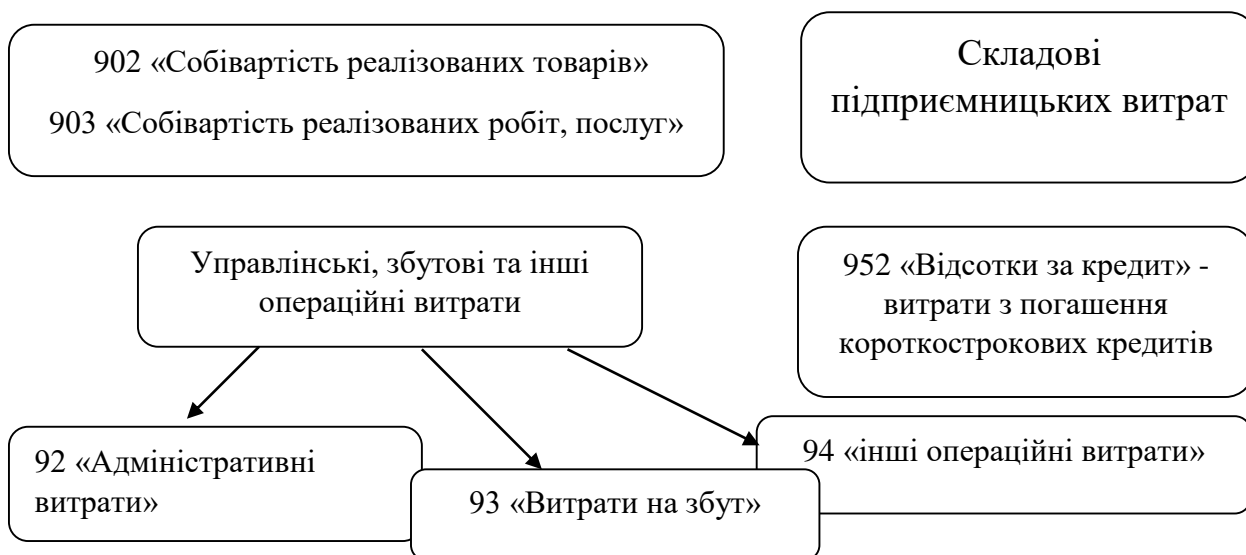 902 «Собівартість реалізованих товарів»
903 «Собівартість реалізованих робіт, послуг»
Складові
підприємницьких витрат
Управлінські, збутові та інші
операційні витрати
952 «Відсотки за кредит» -
витрати з погашення
короткострокових кредитів
92 «Адміністративні
витрати»
93 «Витрати на збут»
94 «інші операційні витрати»